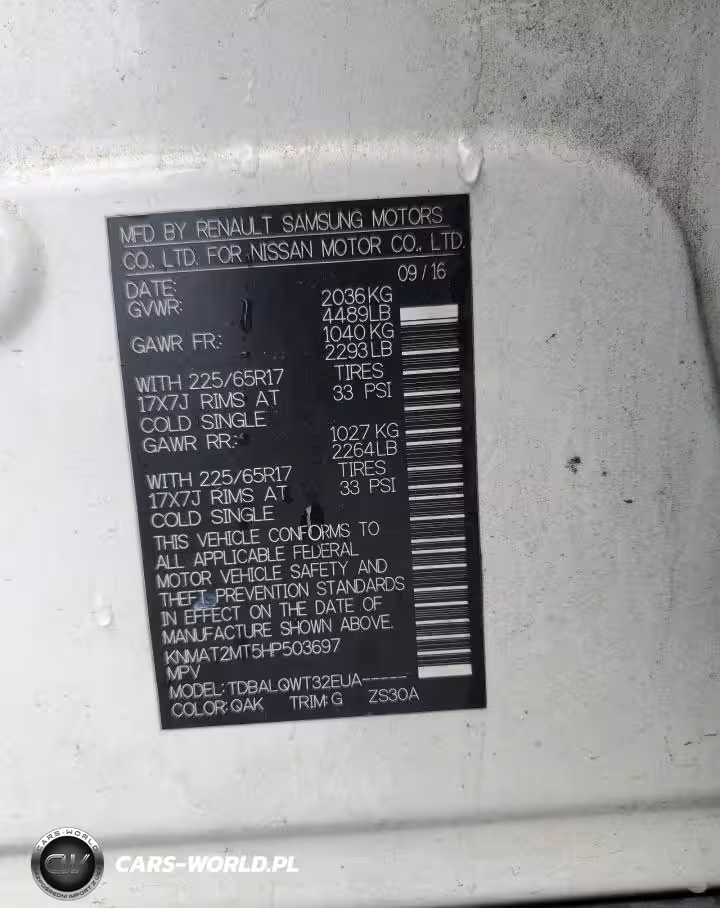 MFD BY RENAULT SAMSUNG MOTORS
CO., LTD. FOR NISSAN MOTOR CO., LTD.
DATE: 09/16
GVWR: 2036KG
4489LB
GAWR FR: 1040KG
2293LB
WITH 225/65R17 TIRES
17X7J RIMS AT 33 PSI
COLD SINGLE
GAWR RR: 1027KG
2264LB
WITH 225/65R17 TIRES
17X7J RIMS AT 33 PSI
COLD SINGLE
THIS VEHICLE CONFORMS TO
ALL APPLICABLE FEDERAL
MOTOR VEHICLE SAFETY AND
THEFT PREVENTION STANDARDS
IN EFFECT ON THE DATE OF
MANUFACTURE SHOWN ABOVE.
KNMAT2MT5HP503697
MPV
MODEL: TDBALQWT32EUA-----
COLOR: QAK TRIM: G ZS30A
CARS-WORLD
CW
CARS-WORLD.PL